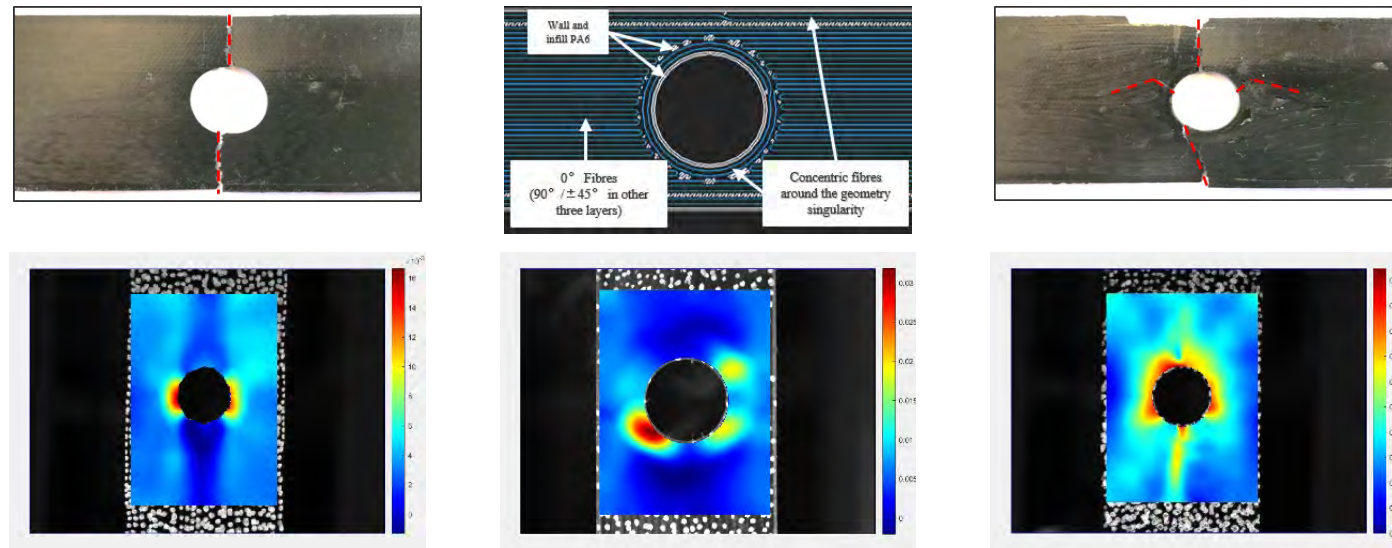 Wall and
infill PA6
0° Fibres
(90° /±45° in other
three layers)
Concentric fibres
around the geometry
singularity
16
14
12
10
8
6
4
2
0
0.03
0.025
0.02
0.015
0.01
0.005
0